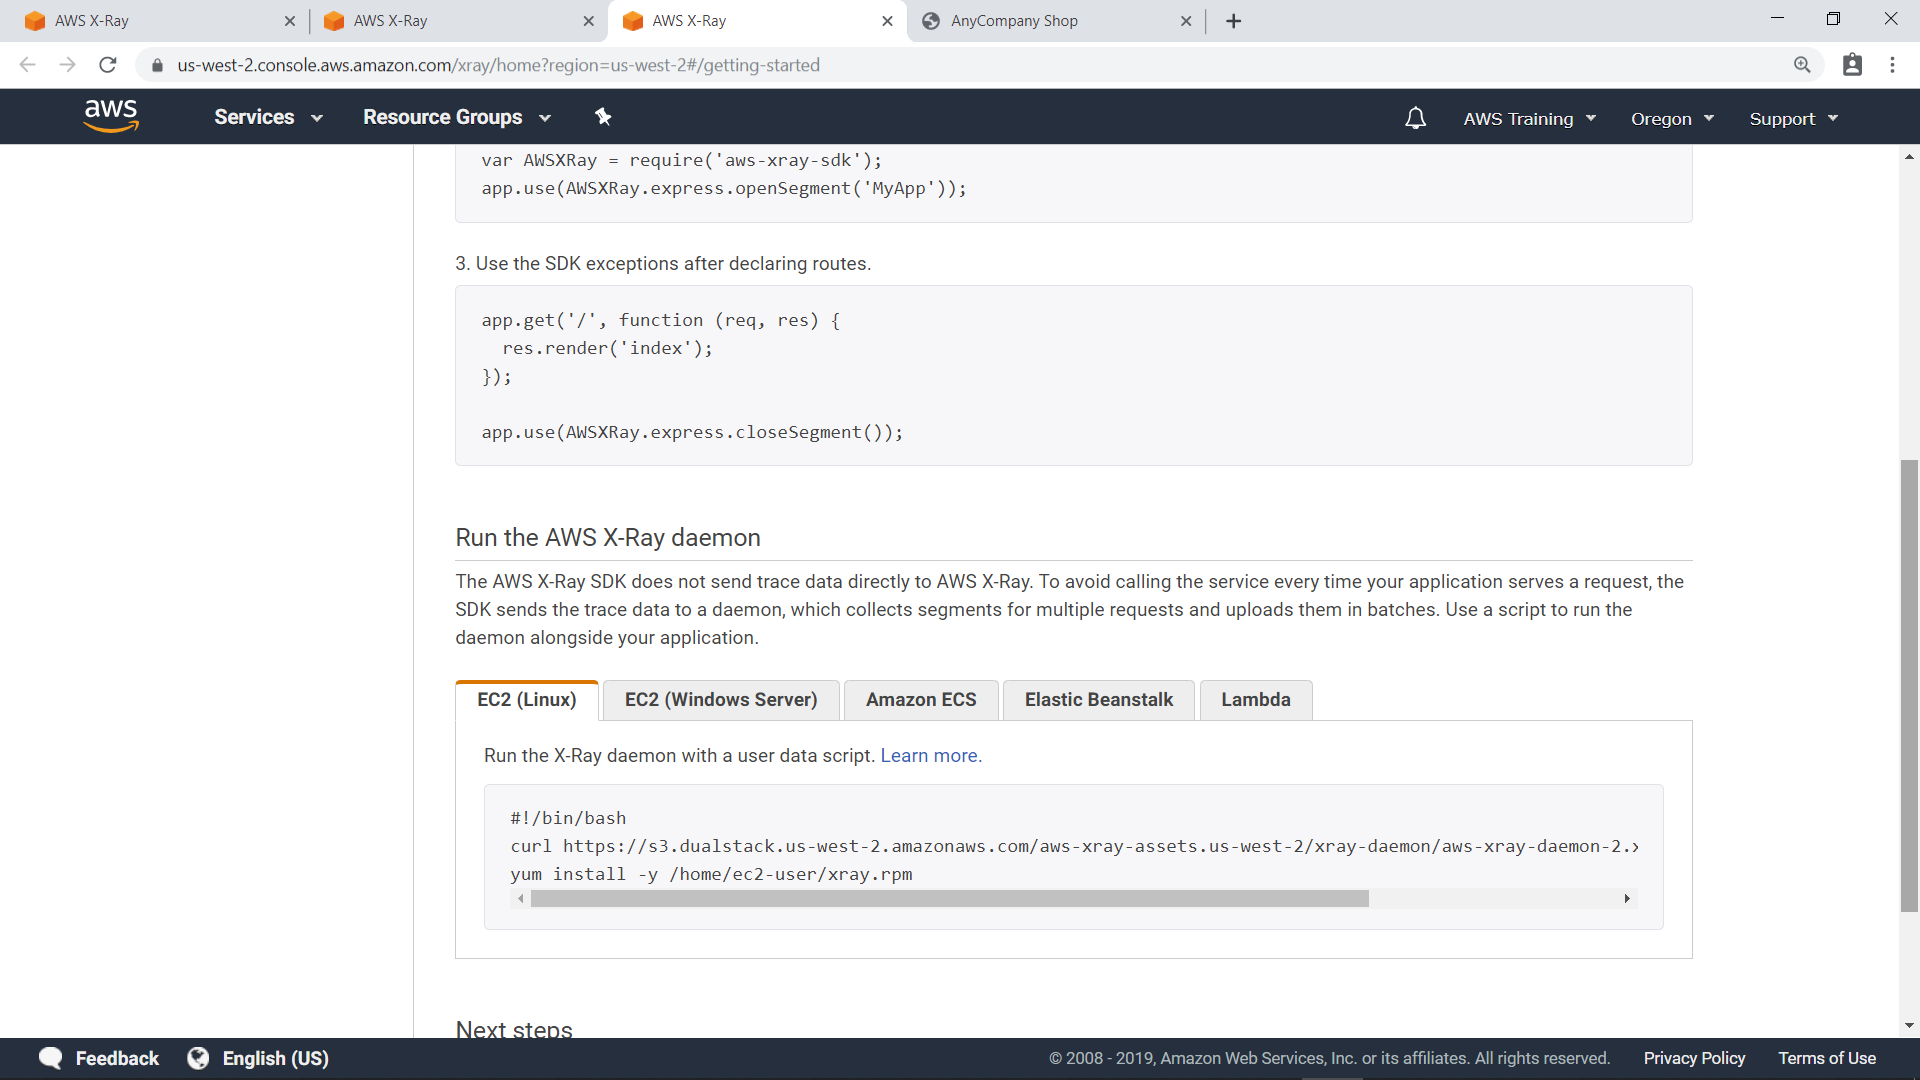 AWS X-Ray
AWS X-Ray
AWS X-Ray
AnyCompany Shop
us-west-2.console.aws.amazon.com/xray/home?region=us-west-2#/getting-started
aws
Services
Resource Groups
AWS Training
Oregon
Support
var AWSXRay = require('aws-xray-sdk');
app.use(AWSXRay.express.openSegment('MyApp'));
3. Use the SDK exceptions after declaring routes.
app.get('/', function (req, res) {
  res.render('index');
});
app.use(AWSXRay.express.closeSegment());
Run the AWS X-Ray daemon
The AWS X-Ray SDK does not send trace data directly to AWS X-Ray. To avoid calling the service every time your application serves a request, the
SDK sends the trace data to a daemon, which collects segments for multiple requests and uploads them in batches. Use a script to run the
daemon alongside your application.
EC2 (Linux)
EC2 (Windows Server)
Amazon ECS
Elastic Beanstalk
Lambda
Run the X-Ray daemon with a user data script. Learn more.
#!/bin/bash
curl https://s3.dualstack.us-west-2.amazonaws.com/aws-xray-assets.us-west-2/xray-daemon/aws-xray-daemon-2.
yum install -y /home/ec2-user/xray.rpm
Next steps
Feedback
English (US)
© 2008 - 2019, Amazon Web Services, Inc. or its affiliates. All rights reserved.
Privacy Policy
Terms of Use